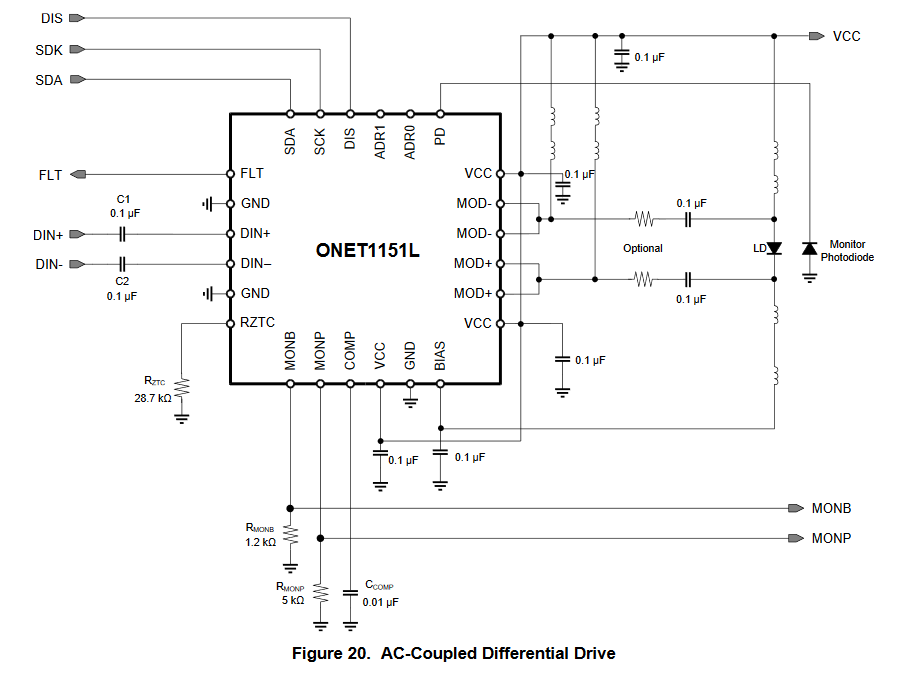 DIS
SDK
SDA
VCC
0.1 µF
SDA
SCK
DIS
ADR1
ADR0
PD
FLT
FLT
VCC
0.1 µF
C1
0.1 µF
GND
MOD-
0.1 µF
DIN+
DIN+
MOD-
ONET1151L
Optional
LD
Monitor
Photodiode
DIN-
DIN–
MOD+
C2
0.1 µF
GND
MOD+
0.1 µF
RZTC
VCC
MONB
MONP
COMP
VCC
GND
BIAS
0.1 µF
RZTC
28.7 kΩ
0.1 µF
0.1 µF
MONB
RMONB
1.2 kΩ
MONP
RMONP
5 kΩ
CCOMP
0.01 µF
Figure 20. AC-Coupled Differential Drive